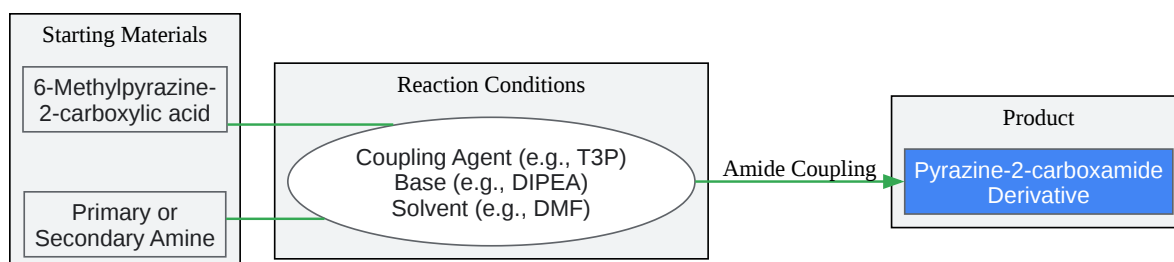 Starting Materials
6-Methylpyrazine-
2-carboxylic acid
Primary or
Secondary Amine
Reaction Conditions
Coupling Agent (e.g., T3P)
Base (e.g., DIPEA)
Solvent (e.g., DMF)
Amide Coupling
Product
Pyrazine-2-carboxamide
Derivative